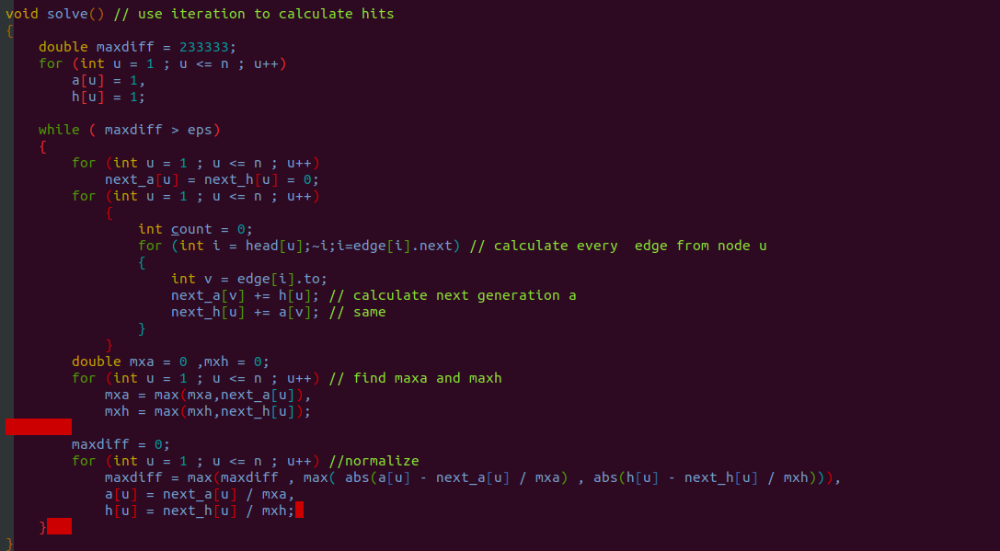 void solve() // use iteration to calculate hits
{
    double maxdiff = 233333;
    for (int u = 1 ; u <= n ; u++)
        a[u] = 1,
        h[u] = 1;
    while ( maxdiff > eps)
    {
        for (int u = 1 ; u <= n ; u++)
            next_a[u] = next_h[u] = 0;
        for (int u = 1 ; u <= n ; u++)
            {
                int count = 0;
                for (int i = head[u];~i;i=edge[i].next) // calculate every  edge from node u
                {
                    int v = edge[i].to;
                    next_a[v] += h[u]; // calculate next generation a
                    next_h[u] += a[v]; // same
                }
            }
        double mxa = 0 ,mxh = 0;
        for (int u = 1 ; u <= n ; u++) // find maxa and maxh
            mxa = max(mxa,next_a[u]),
            mxh = max(mxh,next_h[u]);
        maxdiff = 0;
        for (int u = 1 ; u <= n ; u++) //normalize
            maxdiff = max(maxdiff , max( abs(a[u] - next_a[u] / mxa) , abs(h[u] - next_h[u] / mxh))),
            a[u] = next_a[u] / mxa,
            h[u] = next_h[u] / mxh;
    }
}